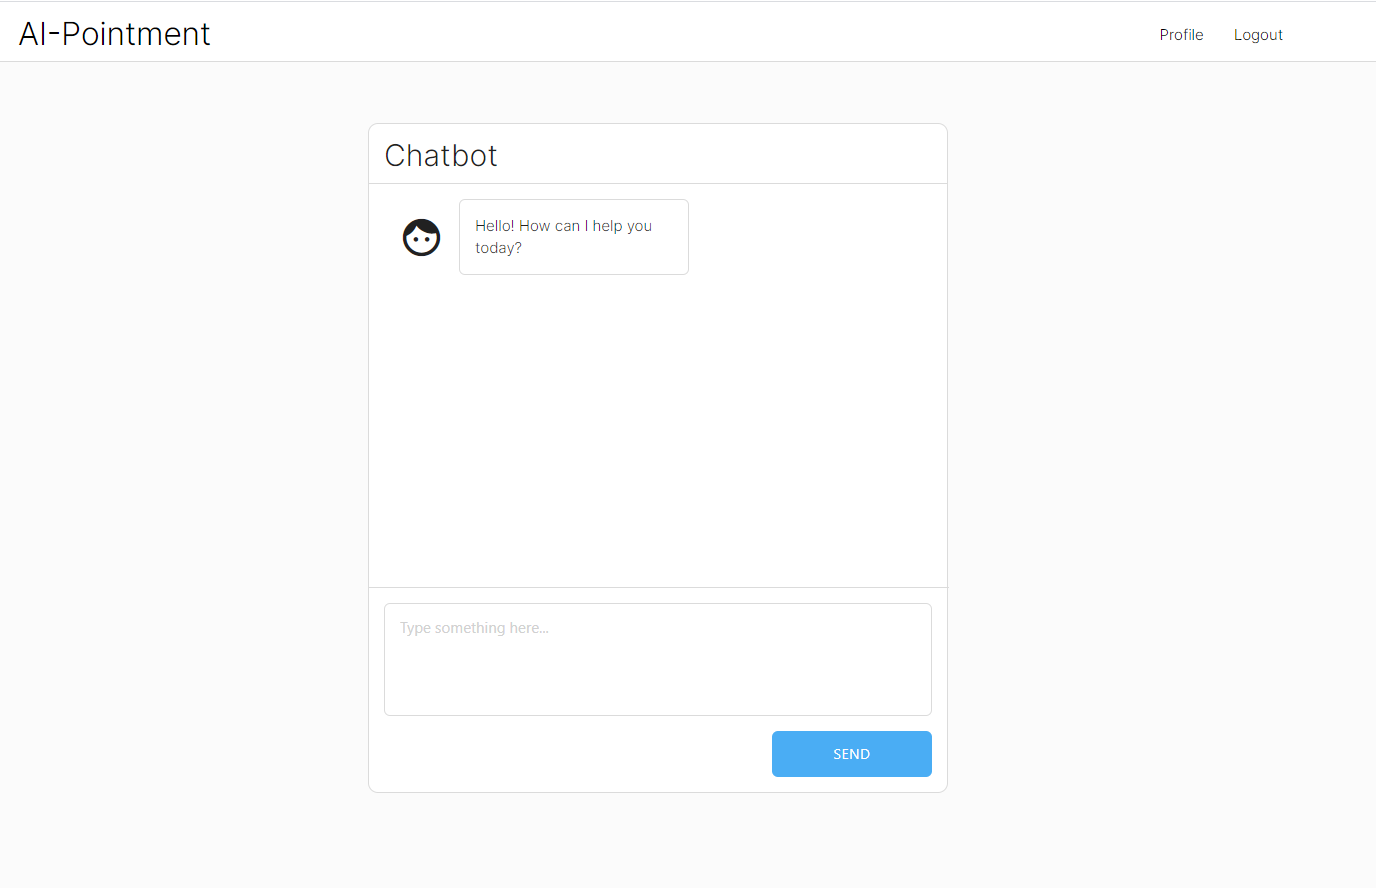 AI-Pointment
Profile
Logout
Chatbot
Hello! How can I help you
today?
Type something here...
SEND